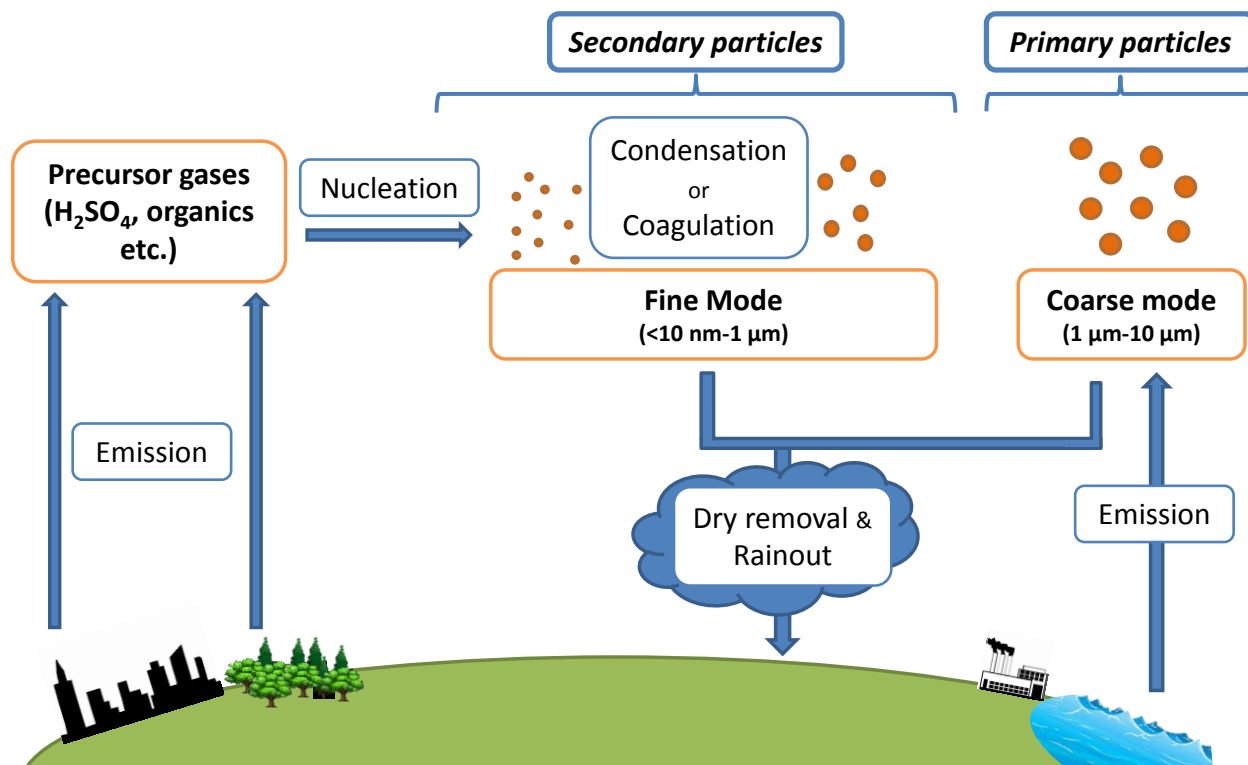 Secondary particles
Primary particles
Precursor gases
(H₂SO₄, organics
etc.)
Nucleation
Condensation
or
Coagulation
Fine Mode
(<10 nm-1 µm)
Coarse mode
(1 µm-10 µm)
Emission
Dry removal &
Rainout
Emission